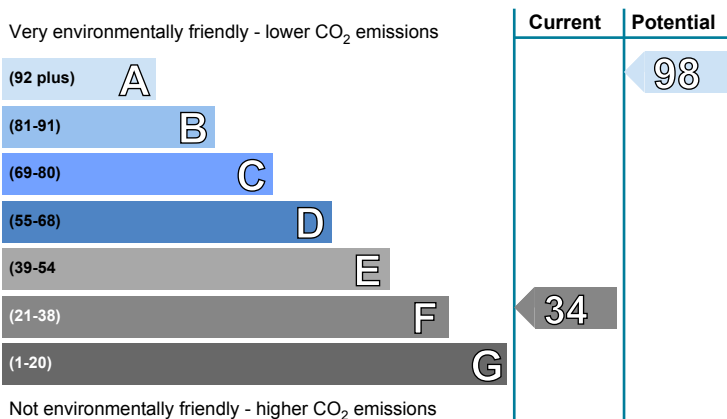 Current Potential
Very environmentally friendly - lower CO2 emissions
(92 plus) A 98
(81-91) B
(69-80) C
(55-68) D
(39-54 E
(21-38) F 34
(1-20) G
Not environmentally friendly - higher CO2 emissions